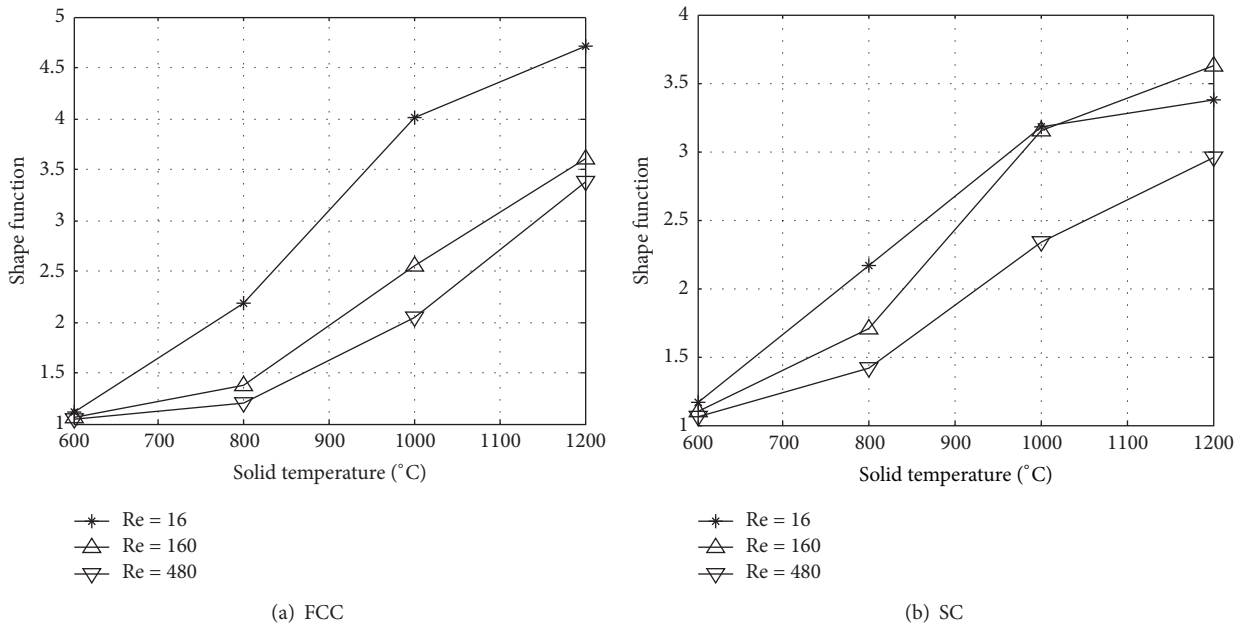 5
4.5
4
3.5
3
2.5
2
1.5
1
Shape function
600 700 800 900 1000 1100 1200
Solid temperature (°C)
Re = 16
Re = 160
Re = 480
(a) FCC
4
3.5
3
2.5
2
1.5
1
Shape function
600 700 800 900 1000 1100 1200
Solid temperature (°C)
Re = 16
Re = 160
Re = 480
(b) SC